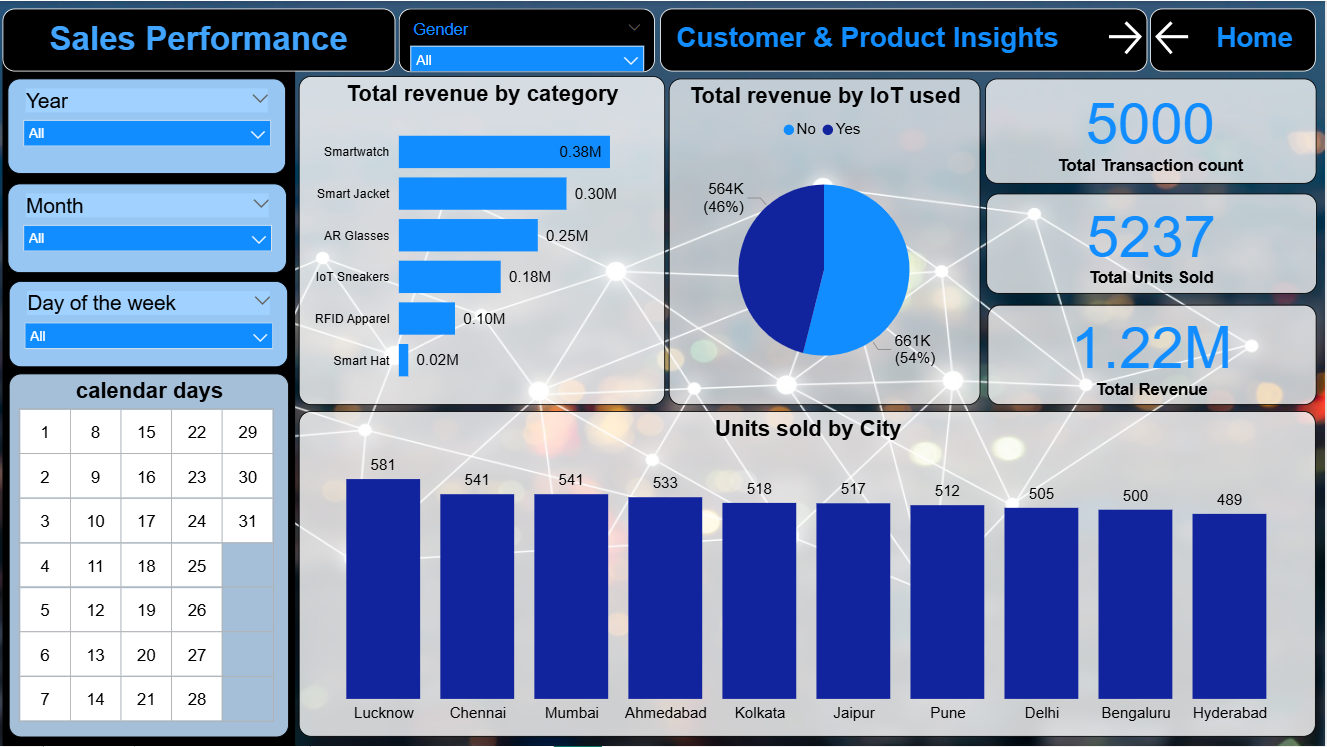 Sales Performance
Gender
All
Customer & Product Insights
Home
Year
All
Month
All
Day of the week
All
calendar days
1 8 15 22 29
2 9 16 23 30
3 10 17 24 31
4 11 18 25
5 12 19 26
6 13 20 27
7 14 21 28
Total revenue by category
Smartwatch 0.38M
Smart Jacket 0.30M
AR Glasses 0.25M
IoT Sneakers 0.18M
RFID Apparel 0.10M
Smart Hat 0.02M
Total revenue by IoT used
No Yes
564K
(46%)
661K
(54%)
5000
Total Transaction count
5237
Total Units Sold
1.22M
Total Revenue
Units sold by City
581 541 541 533 518 517 512 505 500 489
Lucknow Chennai Mumbai Ahmedabad Kolkata Jaipur Pune Delhi Bengaluru Hyderabad